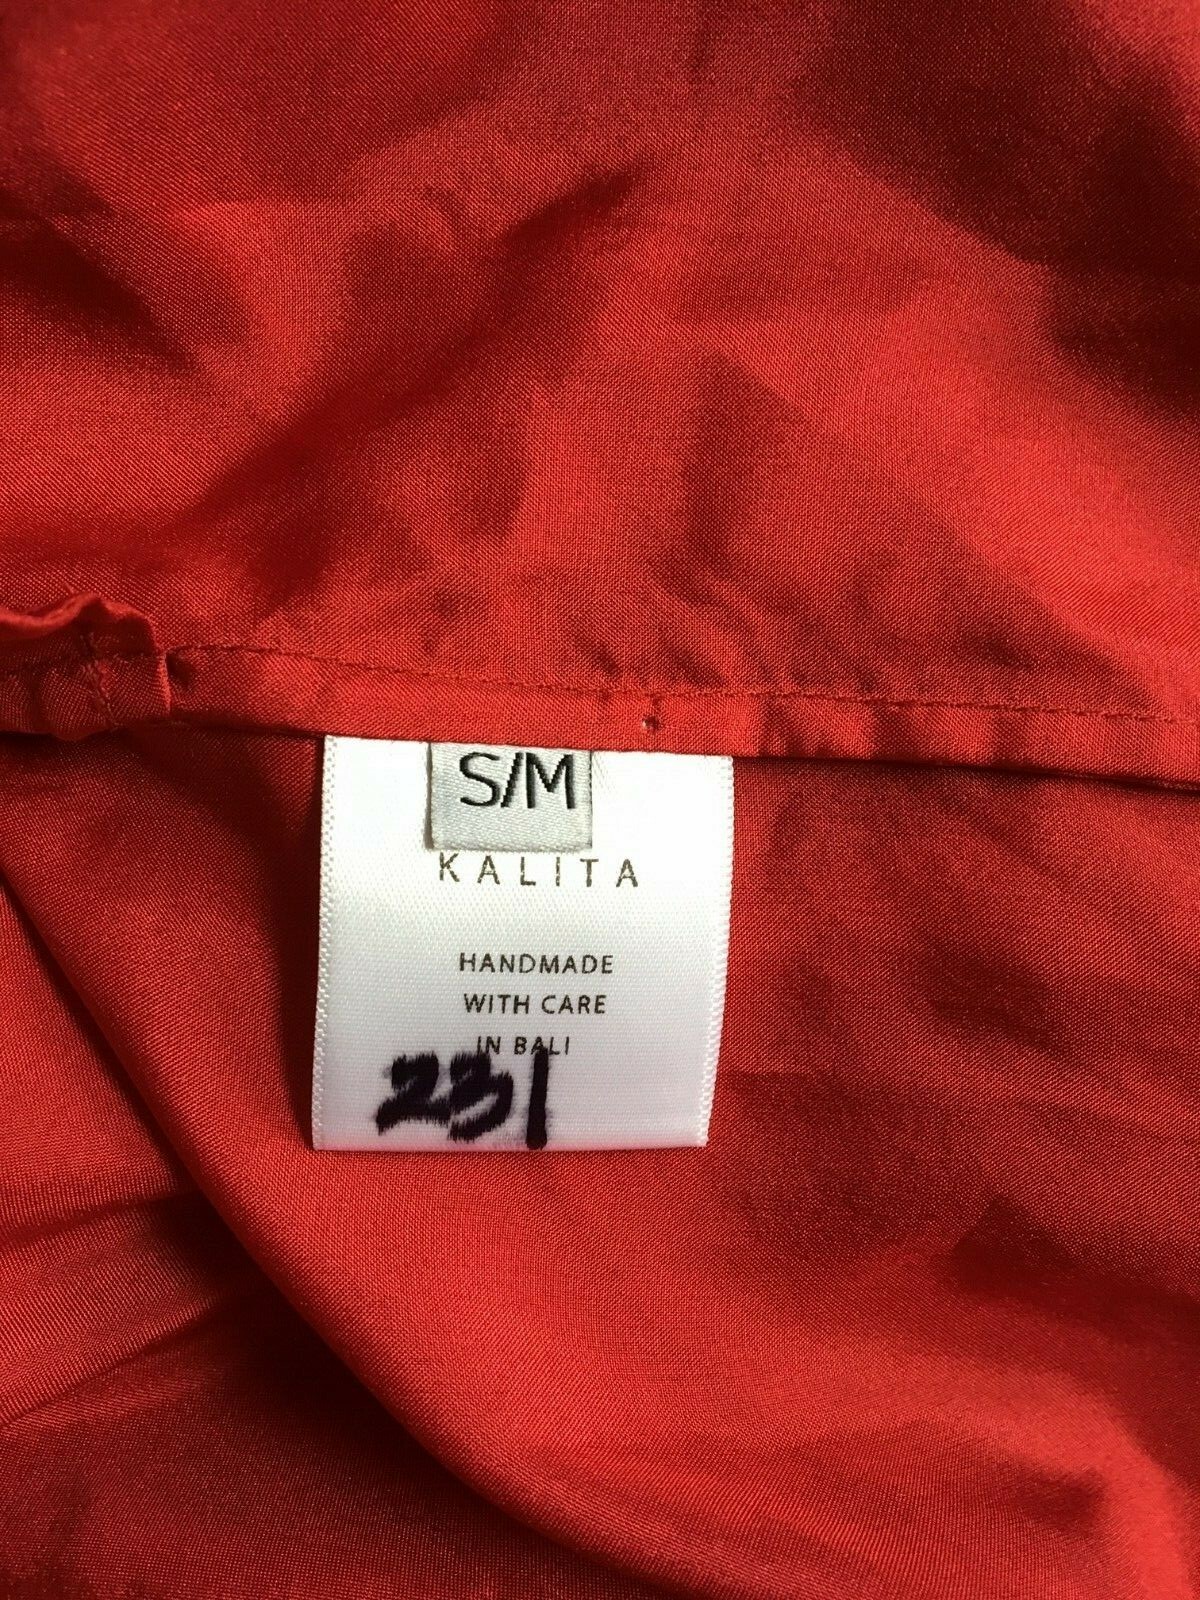 S/M
KALITA
HANDMADE
WITH CARE
IN BALI
231